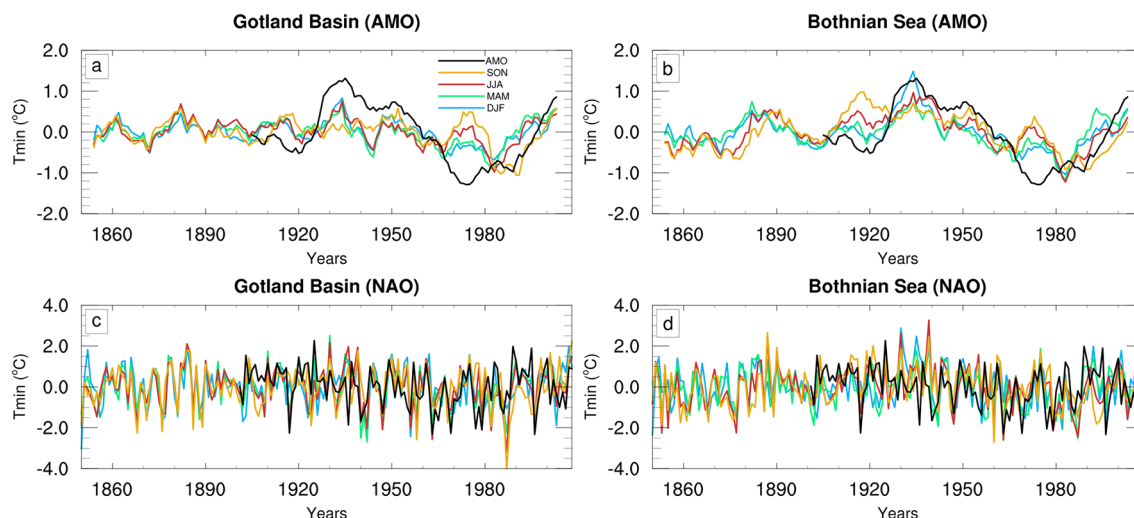 Gotland Basin (AMO)
2.0
1.0
0.0
-1.0
-2.0
Tmin (°C)
a
AMO
SON
JJA
MAM
DJF
1860 1890 1920 1950 1980
Years
Bothnian Sea (AMO)
2.0
1.0
0.0
-1.0
-2.0
Tmin (°C)
b
1860 1890 1920 1950 1980
Years
Gotland Basin (NAO)
4.0
2.0
0.0
-2.0
-4.0
Tmin (°C)
c
1860 1890 1920 1950 1980
Years
Bothnian Sea (NAO)
4.0
2.0
0.0
-2.0
-4.0
Tmin (°C)
d
1860 1890 1920 1950 1980
Years